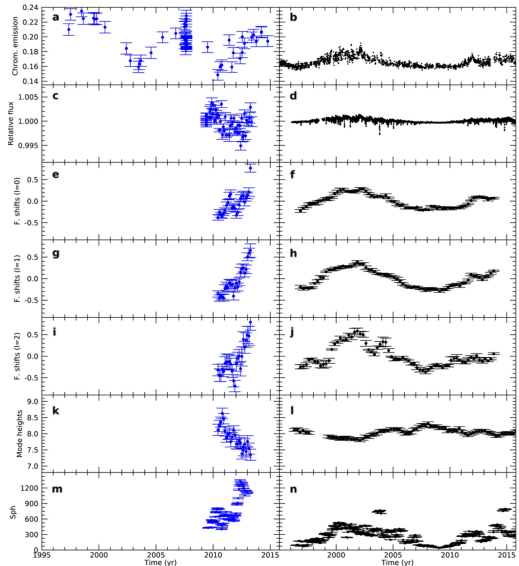 a
b
Chrom. emission
0.24
0.22
0.20
0.18
0.16
0.14
c
d
Relative flux
1.005
1.000
0.995
e
f
F. shifts (l=0)
0.5
0.0
-0.5
g
h
F. shifts (l=1)
0.5
0.0
-0.5
i
j
F. shifts (l=2)
0.5
0.0
-0.5
k
l
Mode heights
9.0
8.5
8.0
7.5
7.0
m
n
Sph
1200
900
600
300
0
1995 2000 2005 2010 2015 2000 2005 2010 2015
Time (yr) Time (yr)